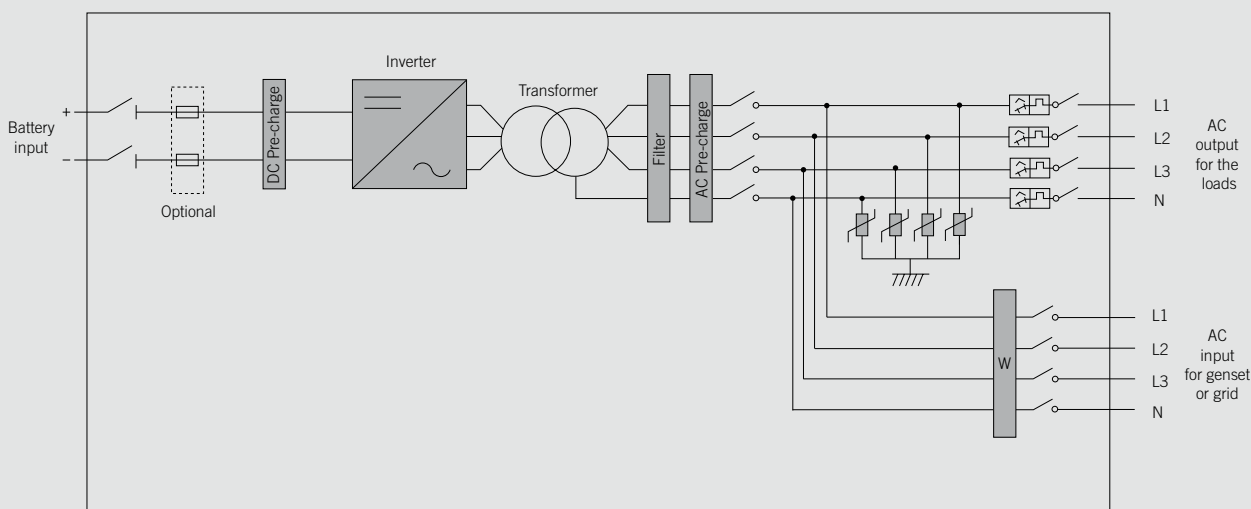 Battery
input
+
−
Optional
DC Pre-charge
Inverter
Transformer
Filter
AC Pre-charge
L1
L2
L3
N
AC
output
for the
loads
W
L1
L2
L3
N
AC
input
for genset
or grid